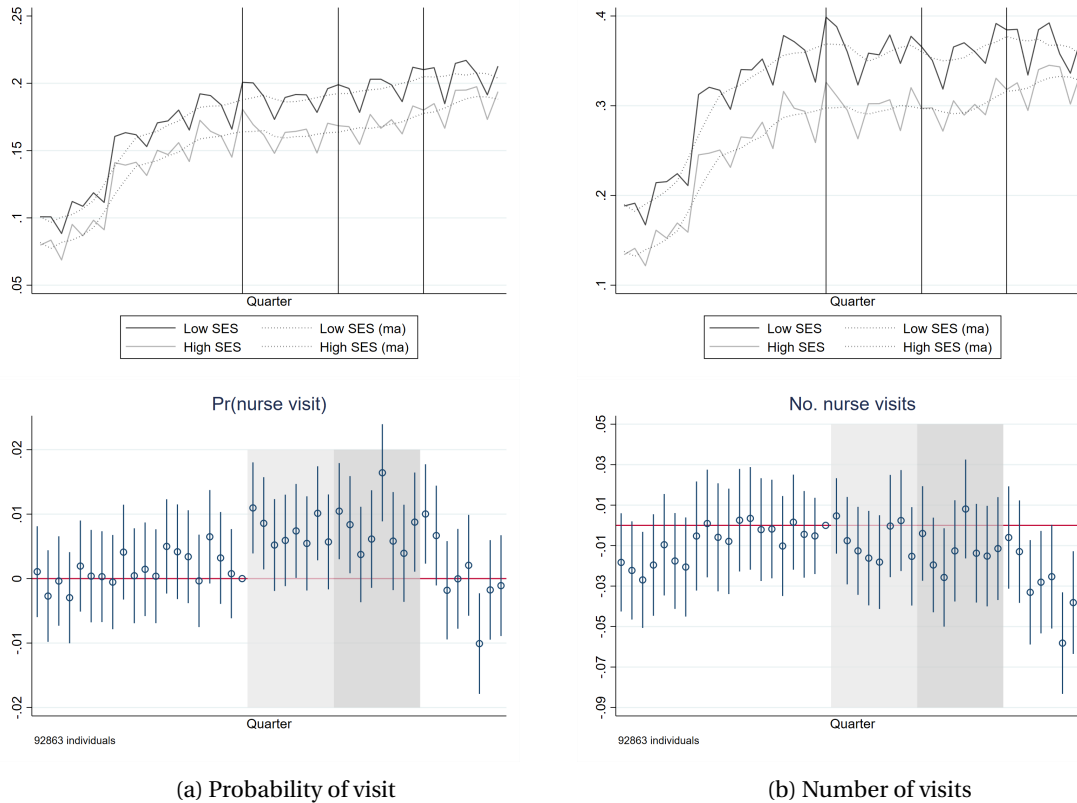 .25
.2
.15
.1
.05
Quarter
Low SES
Low SES (ma)
High SES
High SES (ma)
.4
.3
.2
.1
Quarter
Low SES
Low SES (ma)
High SES
High SES (ma)
Pr(nurse visit)
.02
.01
0
-.01
-.02
Quarter
92863 individuals
No. nurse visits
.05
.03
.01
-.01
-.03
-.05
-.07
-.09
Quarter
92863 individuals
(a) Probability of visit
(b) Number of visits